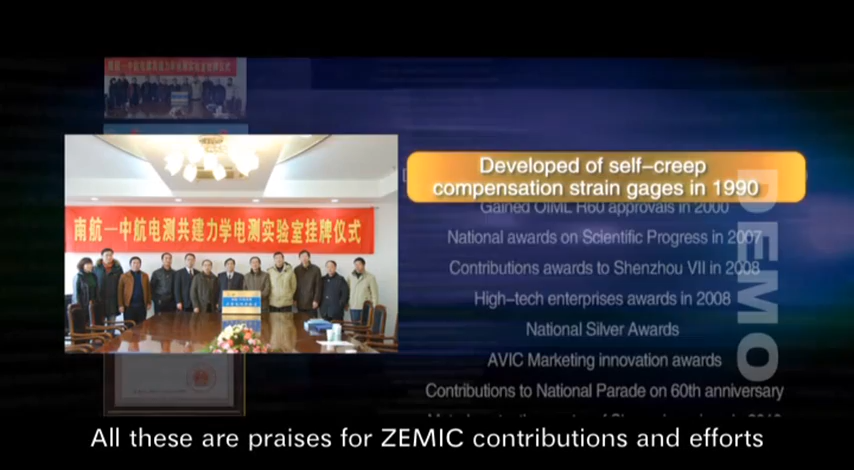 南航一中航电测共建力学电测实验室挂牌仪式
Developed of self-creep
compensation strain gages in 1990
Gained OIML R60 approvals in 2000
National awards on Scientific Progress in 2007
Contributions awards to Shenzhou VII in 2008
High-tech enterprises awards in 2008
National Silver Awards
AVIC Marketing innovation awards
Contributions to National Parade on 60th anniversary
DEMO
All these are praises for ZEMIC contributions and efforts